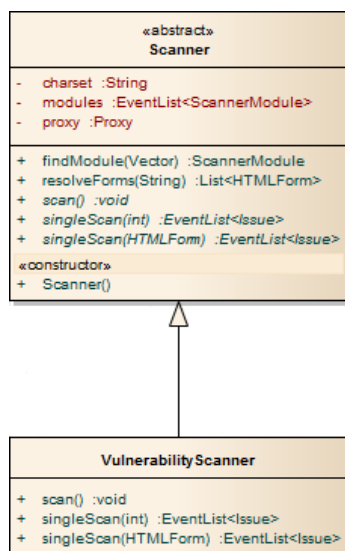 «abstract»
Scanner
- charset :String
- modules :EventList<ScannerModule>
- proxy :Proxy
+ findModule(Vector) :ScannerModule
+ resolveForms(String) :List<HTMLForm>
+ scan() :void
+ singleScan(int) :EventList<Issue>
+ singleScan(HTMLForm) :EventList<Issue>
«constructor»
+ Scanner()
VulnerabilityScanner
+ scan() :void
+ singleScan(int) :EventList<Issue>
+ singleScan(HTMLForm) :EventList<Issue>